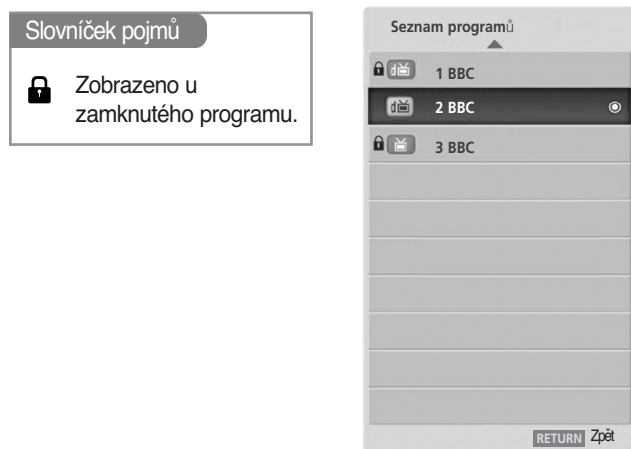 Slovníček pojmů
Zobrazeno u
zamknutého programu.
Seznam programů
1 BBC
2 BBC
3 BBC
RETURN Zpět